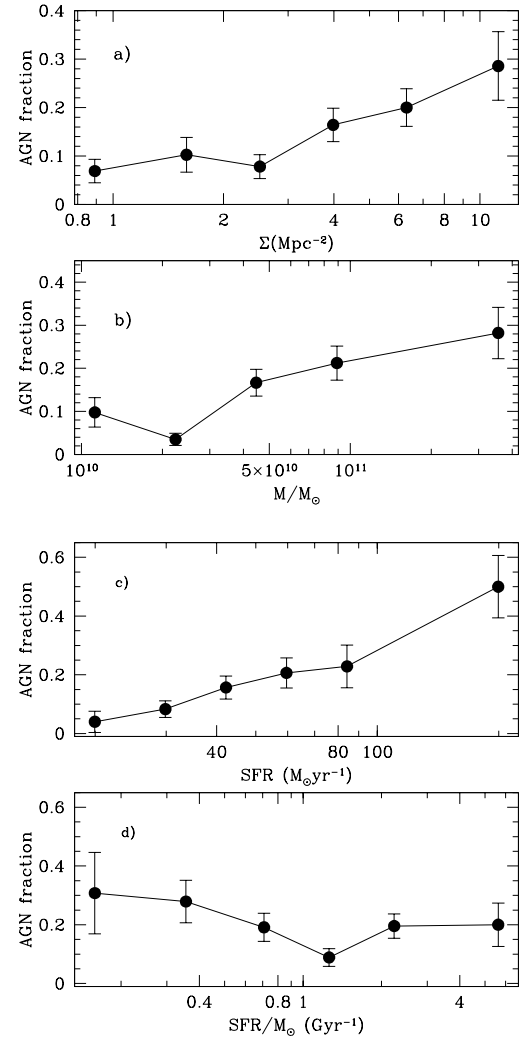 0.4
a)
0.3
0.2
0.1
0
AGN fraction
0.8 1 2 4 6 8 10
Σ(Mpc⁻²)
0.4
b)
0.3
0.2
0.1
0
AGN fraction
10¹⁰ 5×10¹⁰ 10¹¹
M/M☉
0.6
c)
0.4
0.2
0
AGN fraction
40 80 100
SFR (M☉yr⁻¹)
0.6
d)
0.4
0.2
0
AGN fraction
0.4 0.8 1 4
SFR/M☉ (Gyr⁻¹)